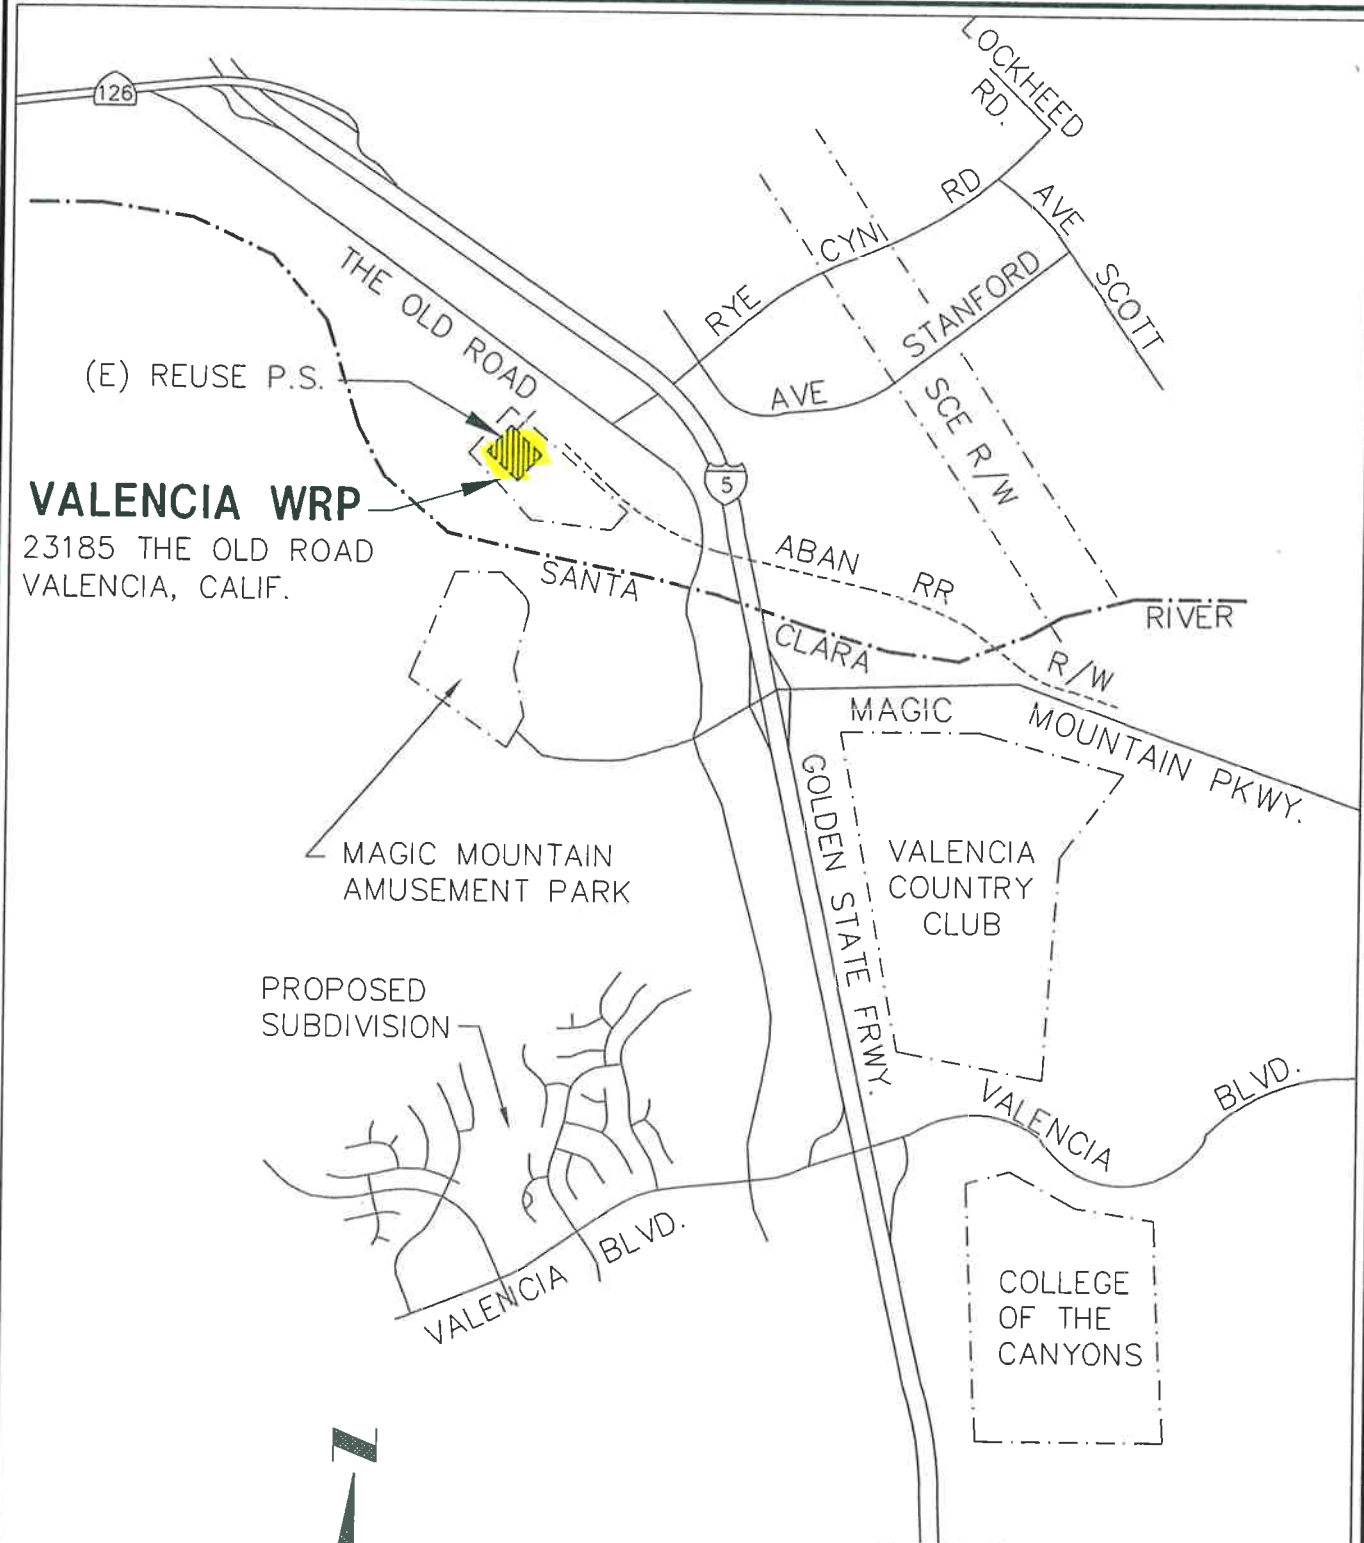 126
LOCKHEED
RD.
RYE CYN RD
AVE SCOTT
THE OLD ROAD
AVE STANFORD
(E) REUSE P.S.
SCE R/W
5
VALENCIA WRP
23185 THE OLD ROAD
VALENCIA, CALIF.
ABAN RR R/W
SANTA CLARA RIVER
MAGIC MOUNTAIN PKWY.
GOLDEN STATE FRWY.
MAGIC MOUNTAIN
AMUSEMENT PARK
VALENCIA
COUNTRY
CLUB
PROPOSED
SUBDIVISION
VALENCIA BLVD.
VALENCIA BLVD.
COLLEGE
OF THE
CANYONS
N